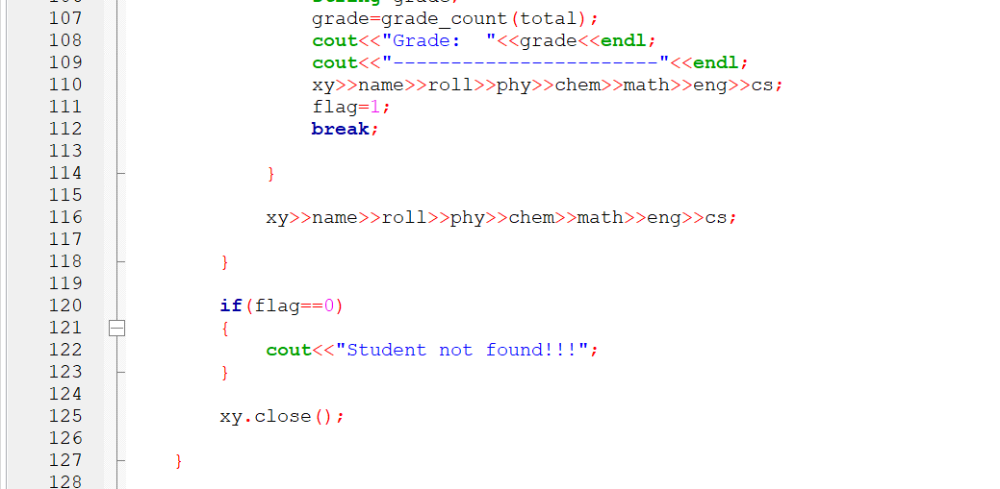 107 grade=grade_count(total);
108 cout<<"Grade:  "<<grade<<endl;
109 cout<<"-----------------------"<<endl;
110 xy>>name>>roll>>phy>>chem>>math>>eng>>cs;
111 flag=1;
112 break;
113
114 }
115
116 xy>>name>>roll>>phy>>chem>>math>>eng>>cs;
117
118 }
119
120 if(flag==0)
121 {
122 cout<<"Student not found!!!";
123 }
124
125 xy.close();
126
127 }
128